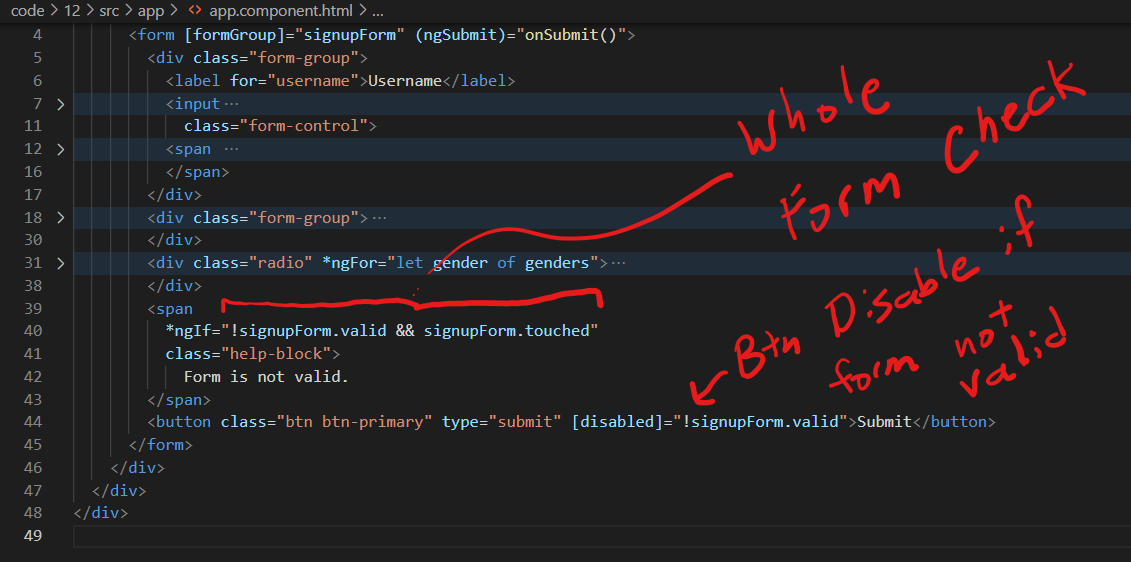 code > 12 > src > app > app.component.html > ...
4 <form [formGroup]="signupForm" (ngSubmit)="onSubmit()">
5 <div class="form-group">
6 <label for="username">Username</label>
7 <input ...
11 class="form-control">
12 <span ...
16 </span>
17 </div>
18 <div class="form-group"> ...
30 </div>
31 <div class="radio" *ngFor="let gender of genders"> ...
38 </div>
39 <span
40 *ngIf="!signupForm.valid && signupForm.touched"
41 class="help-block">
42 Form is not valid.
43 </span>
44 <button class="btn btn-primary" type="submit" [disabled]="!signupForm.valid">Submit</button>
45 </form>
46 </div>
47 </div>
48 </div>
49
Whole
form Check
Btn Disable if
form not
valid